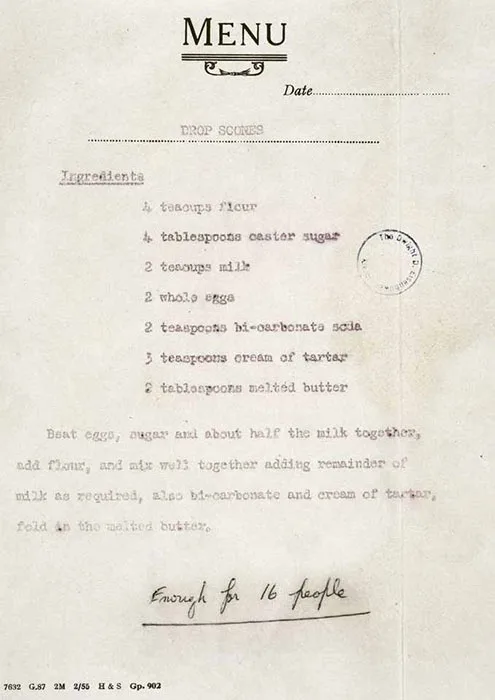 MENU
Date
DROP SCONES
Ingredients
4 teacups flour
4 tablespoons caster sugar
2 teacups milk
2 whole eggs
2 teaspoons bi-carbonate soda
3 teaspoons cream of tartar
2 tablespoons melted butter
Beat eggs, sugar and about half the milk together,
add flour, and mix well together adding remainder of
milk as required, also bi-carbonate and cream of tartar,
fold in the melted butter.
Enough for 16 people
The Dwight D.
7632 G.87 2M 2/55 H & S Gp. 902